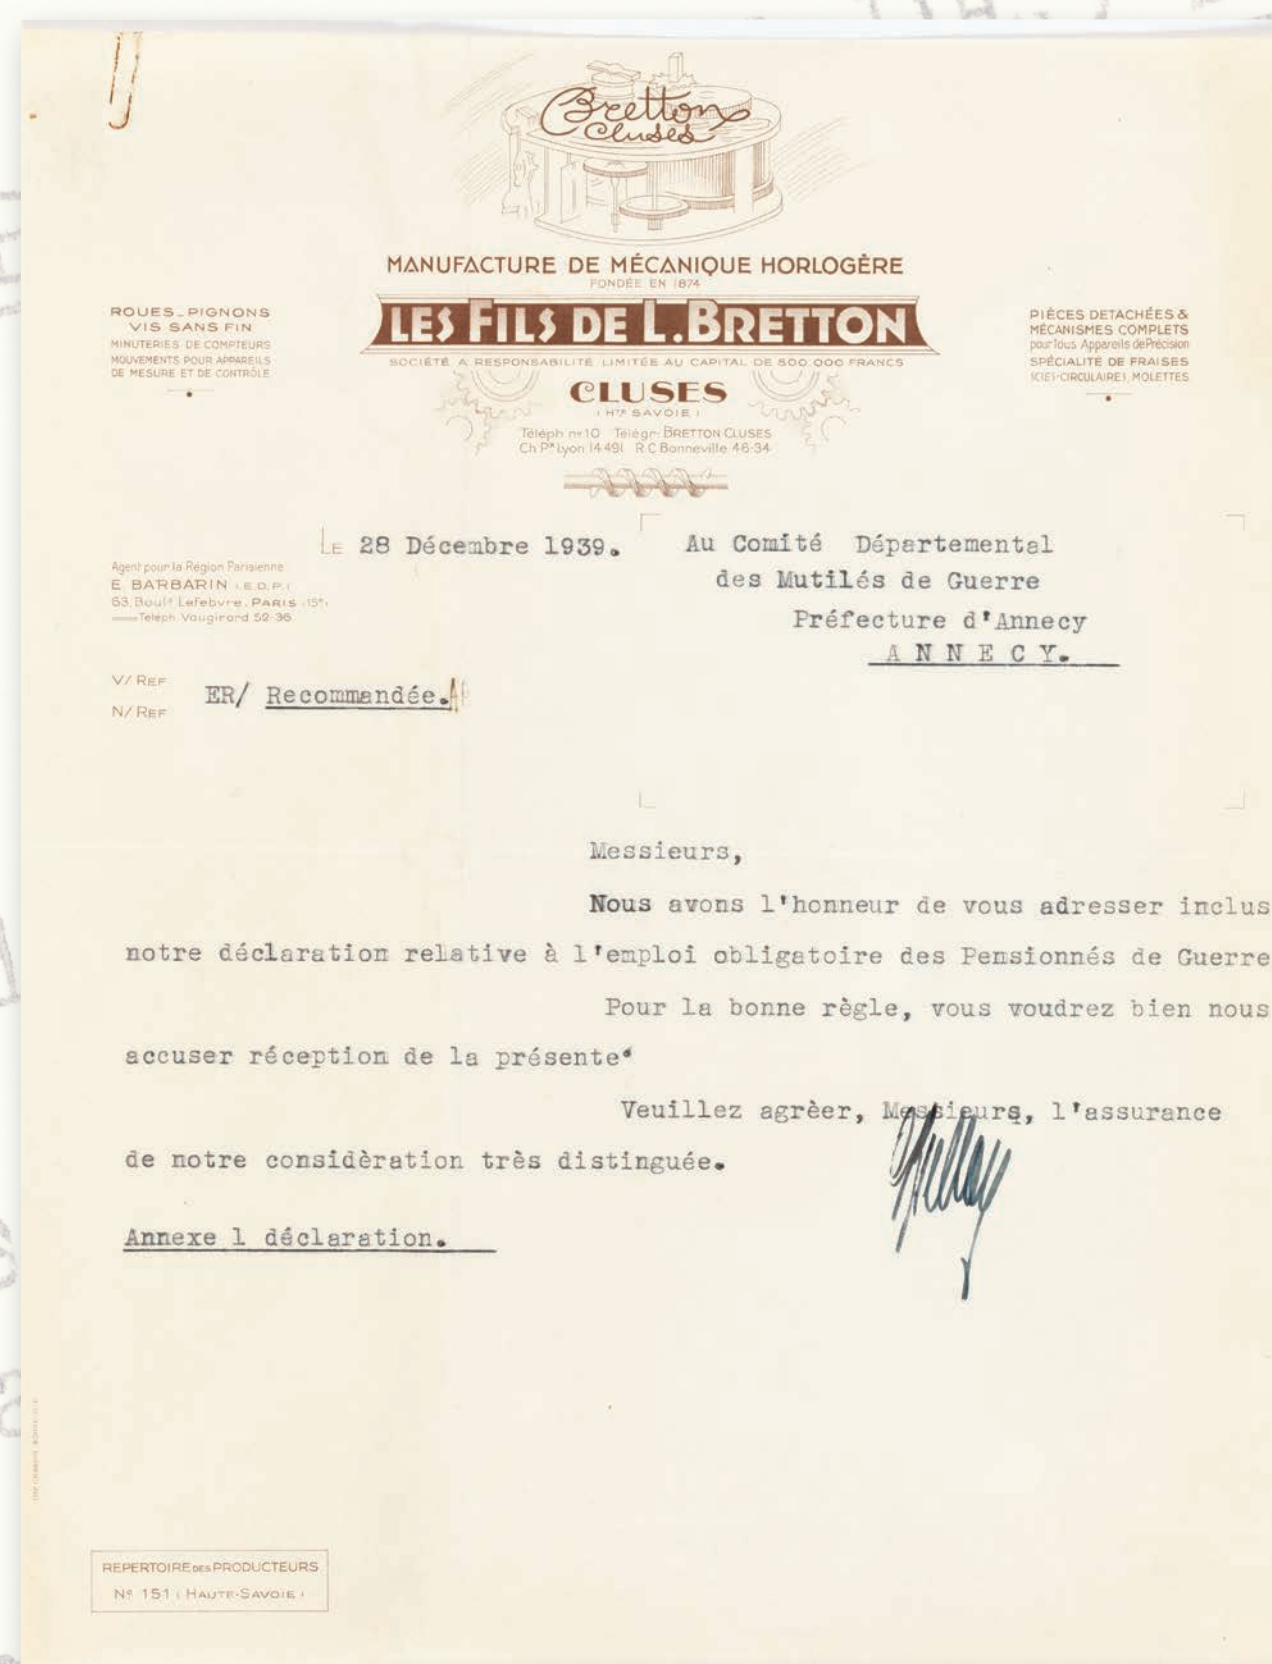 Bretton
Cluses
MANUFACTURE DE MÉCANIQUE HORLOGÈRE
FONDÉE EN 1874
LES FILS DE L. BRETTON
SOCIÉTÉ A RESPONSABILITÉ LIMITÉE AU CAPITAL DE 800.000 FRANCS
CLUSES
(HTE SAVOIE)
Téléph. no 10 Télégr: BRETTON-CLUSES
Ch. Px Lyon 14491 R.C. Bonneville 46-34
ROUES - PIGNONS
VIS SANS FIN
MINUTERIES DE COMPTEURS
MOUVEMENTS POUR APPAREILS
DE MESURE ET DE CONTRÔLE
PIÈCES DETACHÉES &
MÉCANISMES COMPLETS
pour Tous Appareils de Précision
SPÉCIALITÉ DE FRAISES
SCIES-CIRCULAIRES, MOLETTES
LE 28 Décembre 1939.
Au Comité Départemental
des Mutilés de Guerre
Préfecture d'Annecy
A N N E C Y.
Agent pour la Région Parisienne
E. BARBARIN (E.D.P.)
63, Boulᵈ Lefebvre, PARIS (15ᵉ)
Téléph. Vaugirard 52-36
V/ REF
ER/ Recommandée.
N/ REF
Messieurs,
Nous avons l'honneur de vous adresser inclus
notre déclaration relative à l'emploi obligatoire des Pensionnés de Guerre
Pour la bonne règle, vous voudrez bien nous
accuser réception de la présente.
Veuillez agrèer, Messieurs, l'assurance
de notre considèration très distinguée.
Annexe 1 déclaration.
REPERTOIRE DES PRODUCTEURS
Nº 151 (HAUTE-SAVOIE)